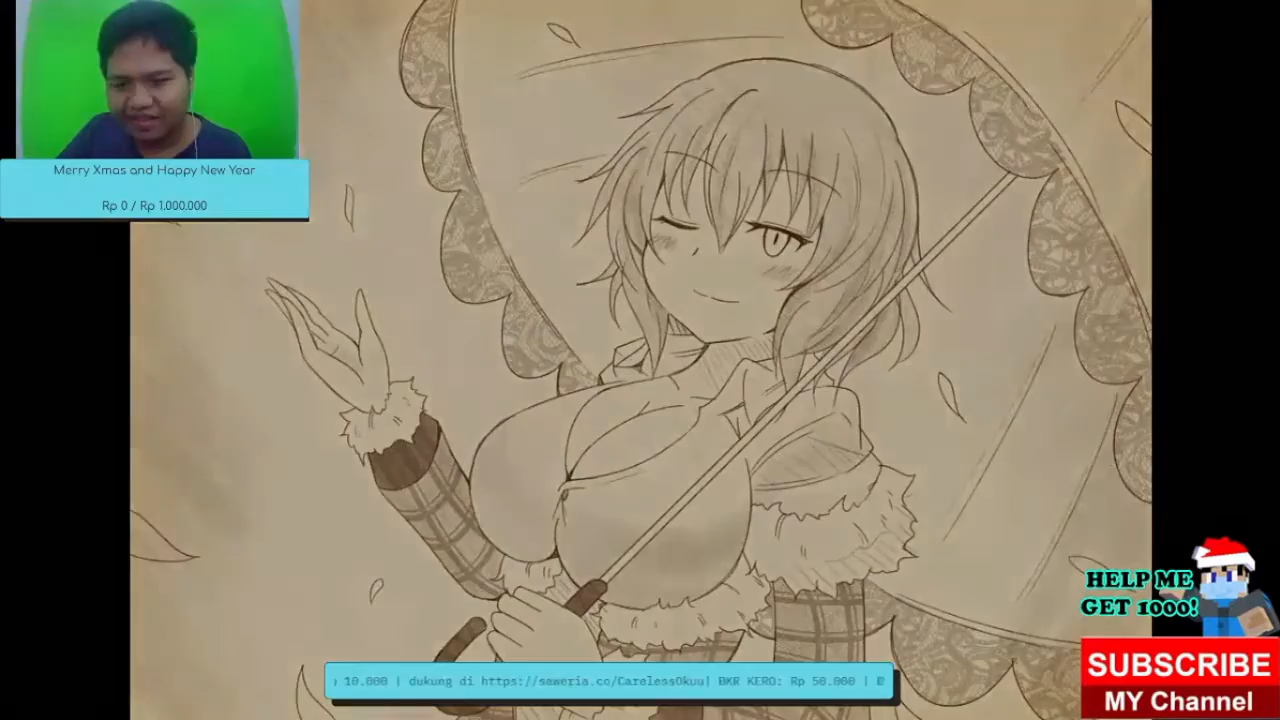 Merry Xmas and Happy New Year
Rp 0 / Rp 1.000.000
HELP ME
GET 1000!
SUBSCRIBE
MY Channel
10.000 | dukung di https://saweria.co/CarelessOkuu| BKR KERO: Rp 50.000 |